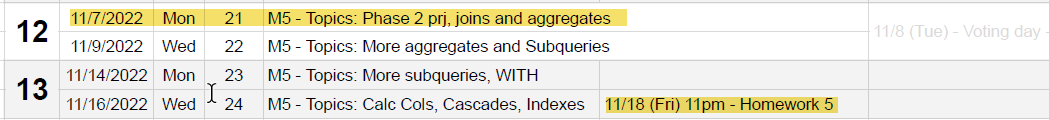 12 11/7/2022 Mon 21 M5 - Topics: Phase 2 prj, joins and aggregates
11/8 (Tue) - Voting day -
11/9/2022 Wed 22 M5 - Topics: More aggregates and Subqueries
13 11/14/2022 Mon 23 M5 - Topics: More subqueries, WITH
11/16/2022 Wed 24 M5 - Topics: Calc Cols, Cascades, Indexes 11/18 (Fri) 11pm - Homework 5